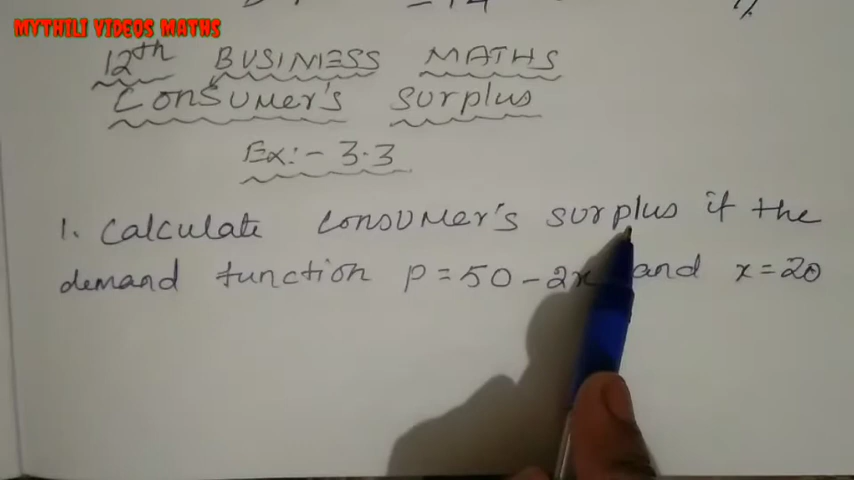 MYTHILI VIDEOS MATHS
12th BUSINESS MATHS
Consumer's surplus
Ex:- 3.3
1. Calculate consumer's surplus if the
demand function p = 50 - 2x and x = 20